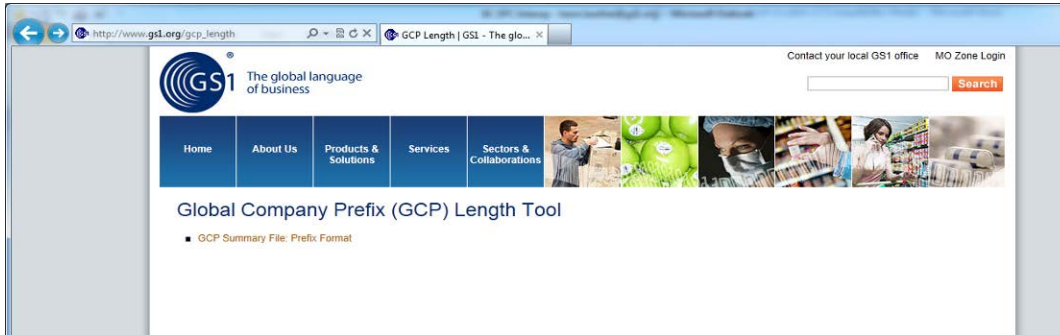 http://www.gs1.org/gcp_length
GCP Length | GS1 - The glo...
Contact your local GS1 office MO Zone Login
GS1
®
The global language
of business
Search
Home
About Us
Products &
Solutions
Services
Sectors &
Collaborations
Global Company Prefix (GCP) Length Tool
GCP Summary File: Prefix Format